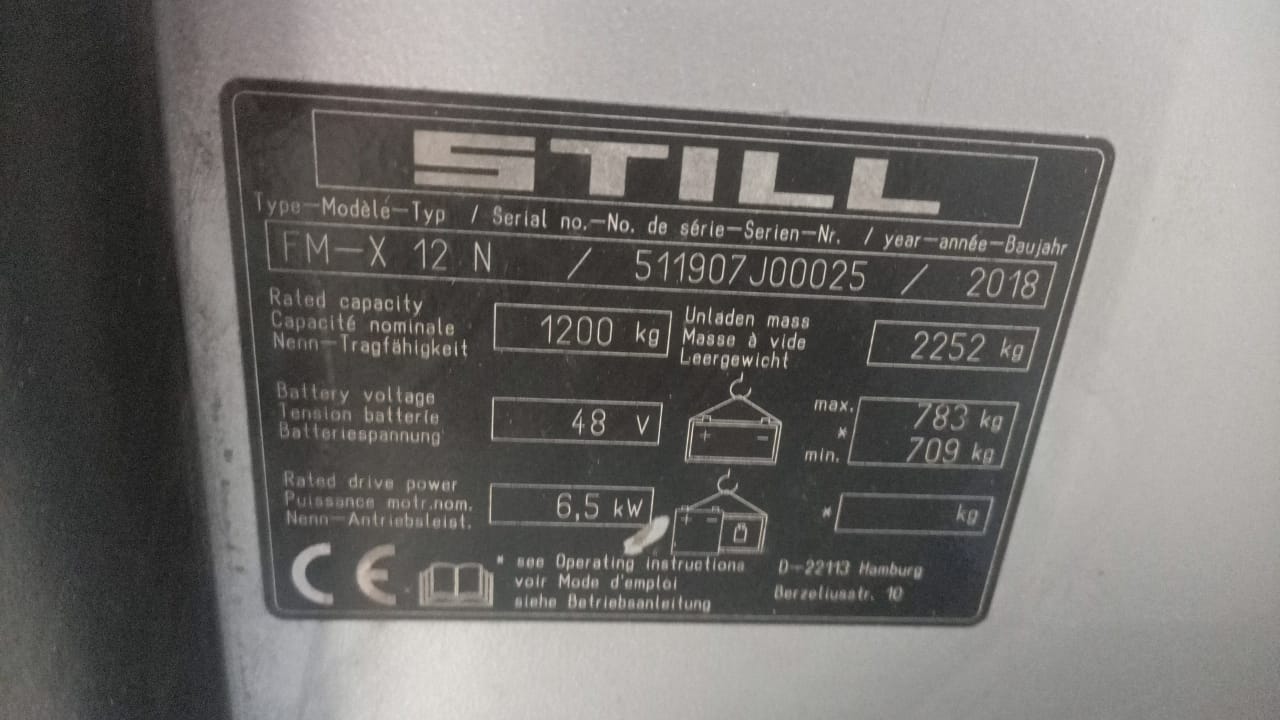 STILL
Type—Modèle—Typ / Serial no.—No. de série—Serien—Nr. / year—année—Baujahr
FM—X 12 N / 511907J00025 / 2018
Rated capacity
Capacité nominale
Nenn—Tragfähigkeit
1200 kg
Unladen mass
Masse à vide
Leergewicht
2252 kg
Battery voltage
Tension batterie
Batteriespannung
48 V
+ −
max. 783 kg
*
min. 709 kg
Rated drive power
Puissance motr.nom.
Nenn—Antriebsleist.
6,5 kW
+ −
* kg
CE
* see Operating instructions
voir Mode d'emploi
siehe Betriebsanleitung
D—22113 Hamburg
Berzeliusstr. 10